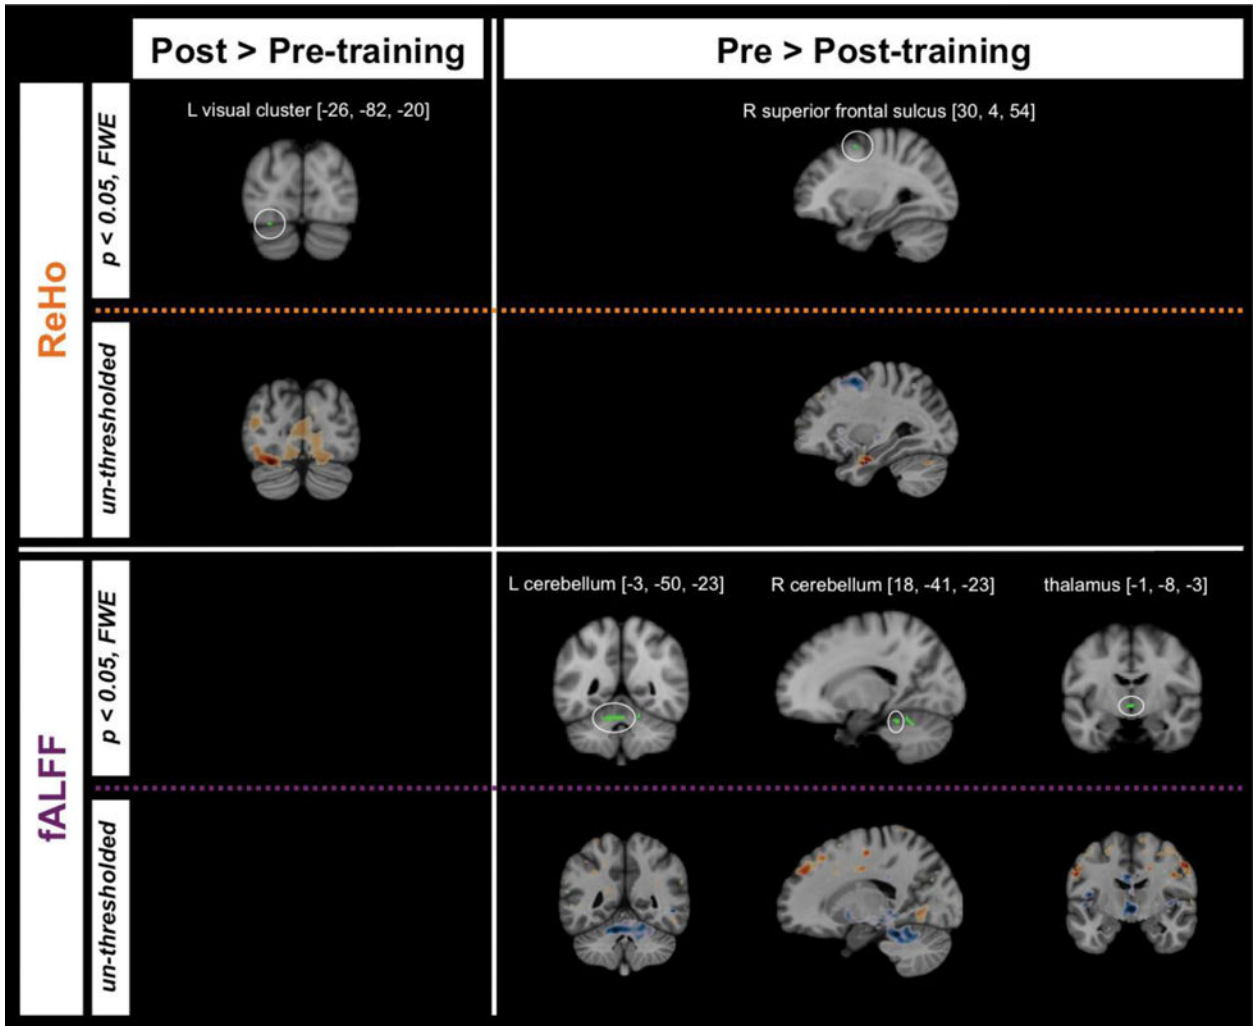 Post > Pre-training
Pre > Post-training
ReHo
p < 0.05, FWE
L visual cluster [-26, -82, -20]
R superior frontal sulcus [30, 4, 54]
un-thresholded
fALFF
p < 0.05, FWE
L cerebellum [-3, -50, -23]
R cerebellum [18, -41, -23]
thalamus [-1, -8, -3]
un-thresholded